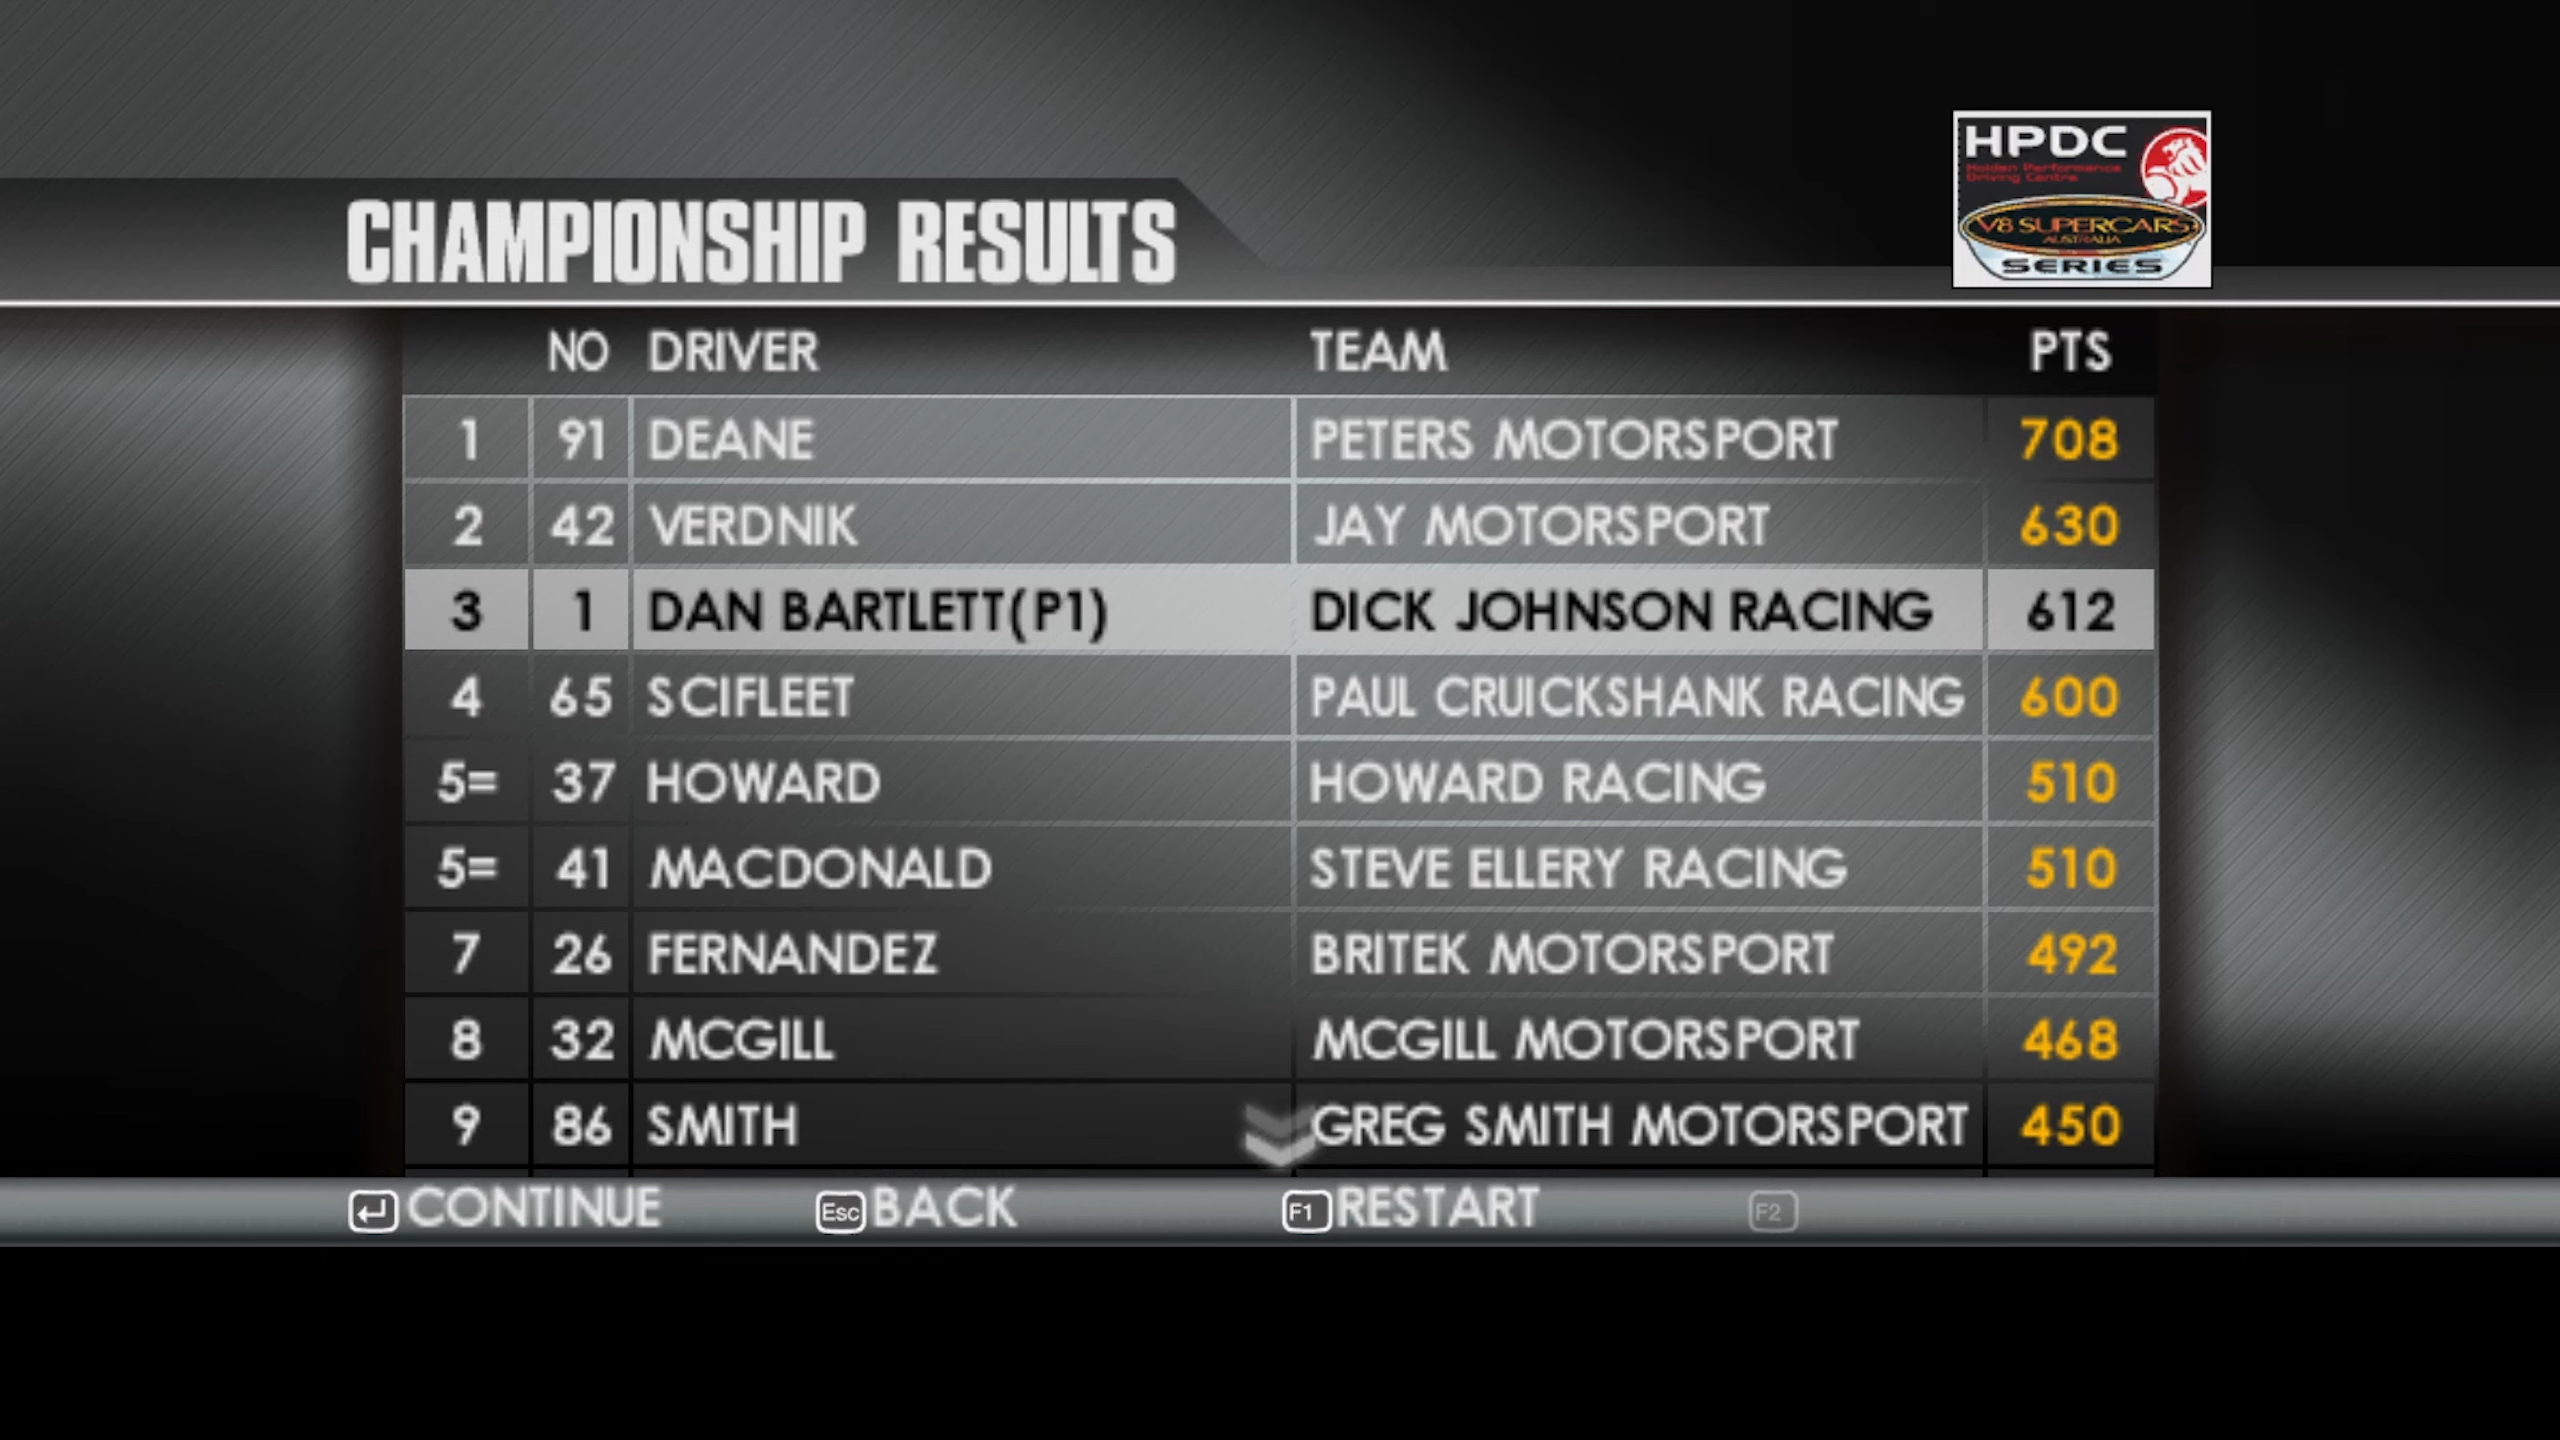 HPDC
Holden Performance
Driving Centre
V8 SUPERCARS
AUSTRALIA
SERIES
CHAMPIONSHIP RESULTS
NO DRIVER TEAM PTS
1 91 DEANE PETERS MOTORSPORT 708
2 42 VERDNIK JAY MOTORSPORT 630
3 1 DAN BARTLETT(P1) DICK JOHNSON RACING 612
4 65 SCIFLEET PAUL CRUICKSHANK RACING 600
5= 37 HOWARD HOWARD RACING 510
5= 41 MACDONALD STEVE ELLERY RACING 510
7 26 FERNANDEZ BRITEK MOTORSPORT 492
8 32 MCGILL MCGILL MOTORSPORT 468
9 86 SMITH GREG SMITH MOTORSPORT 450
CONTINUE Esc BACK F1 RESTART F2